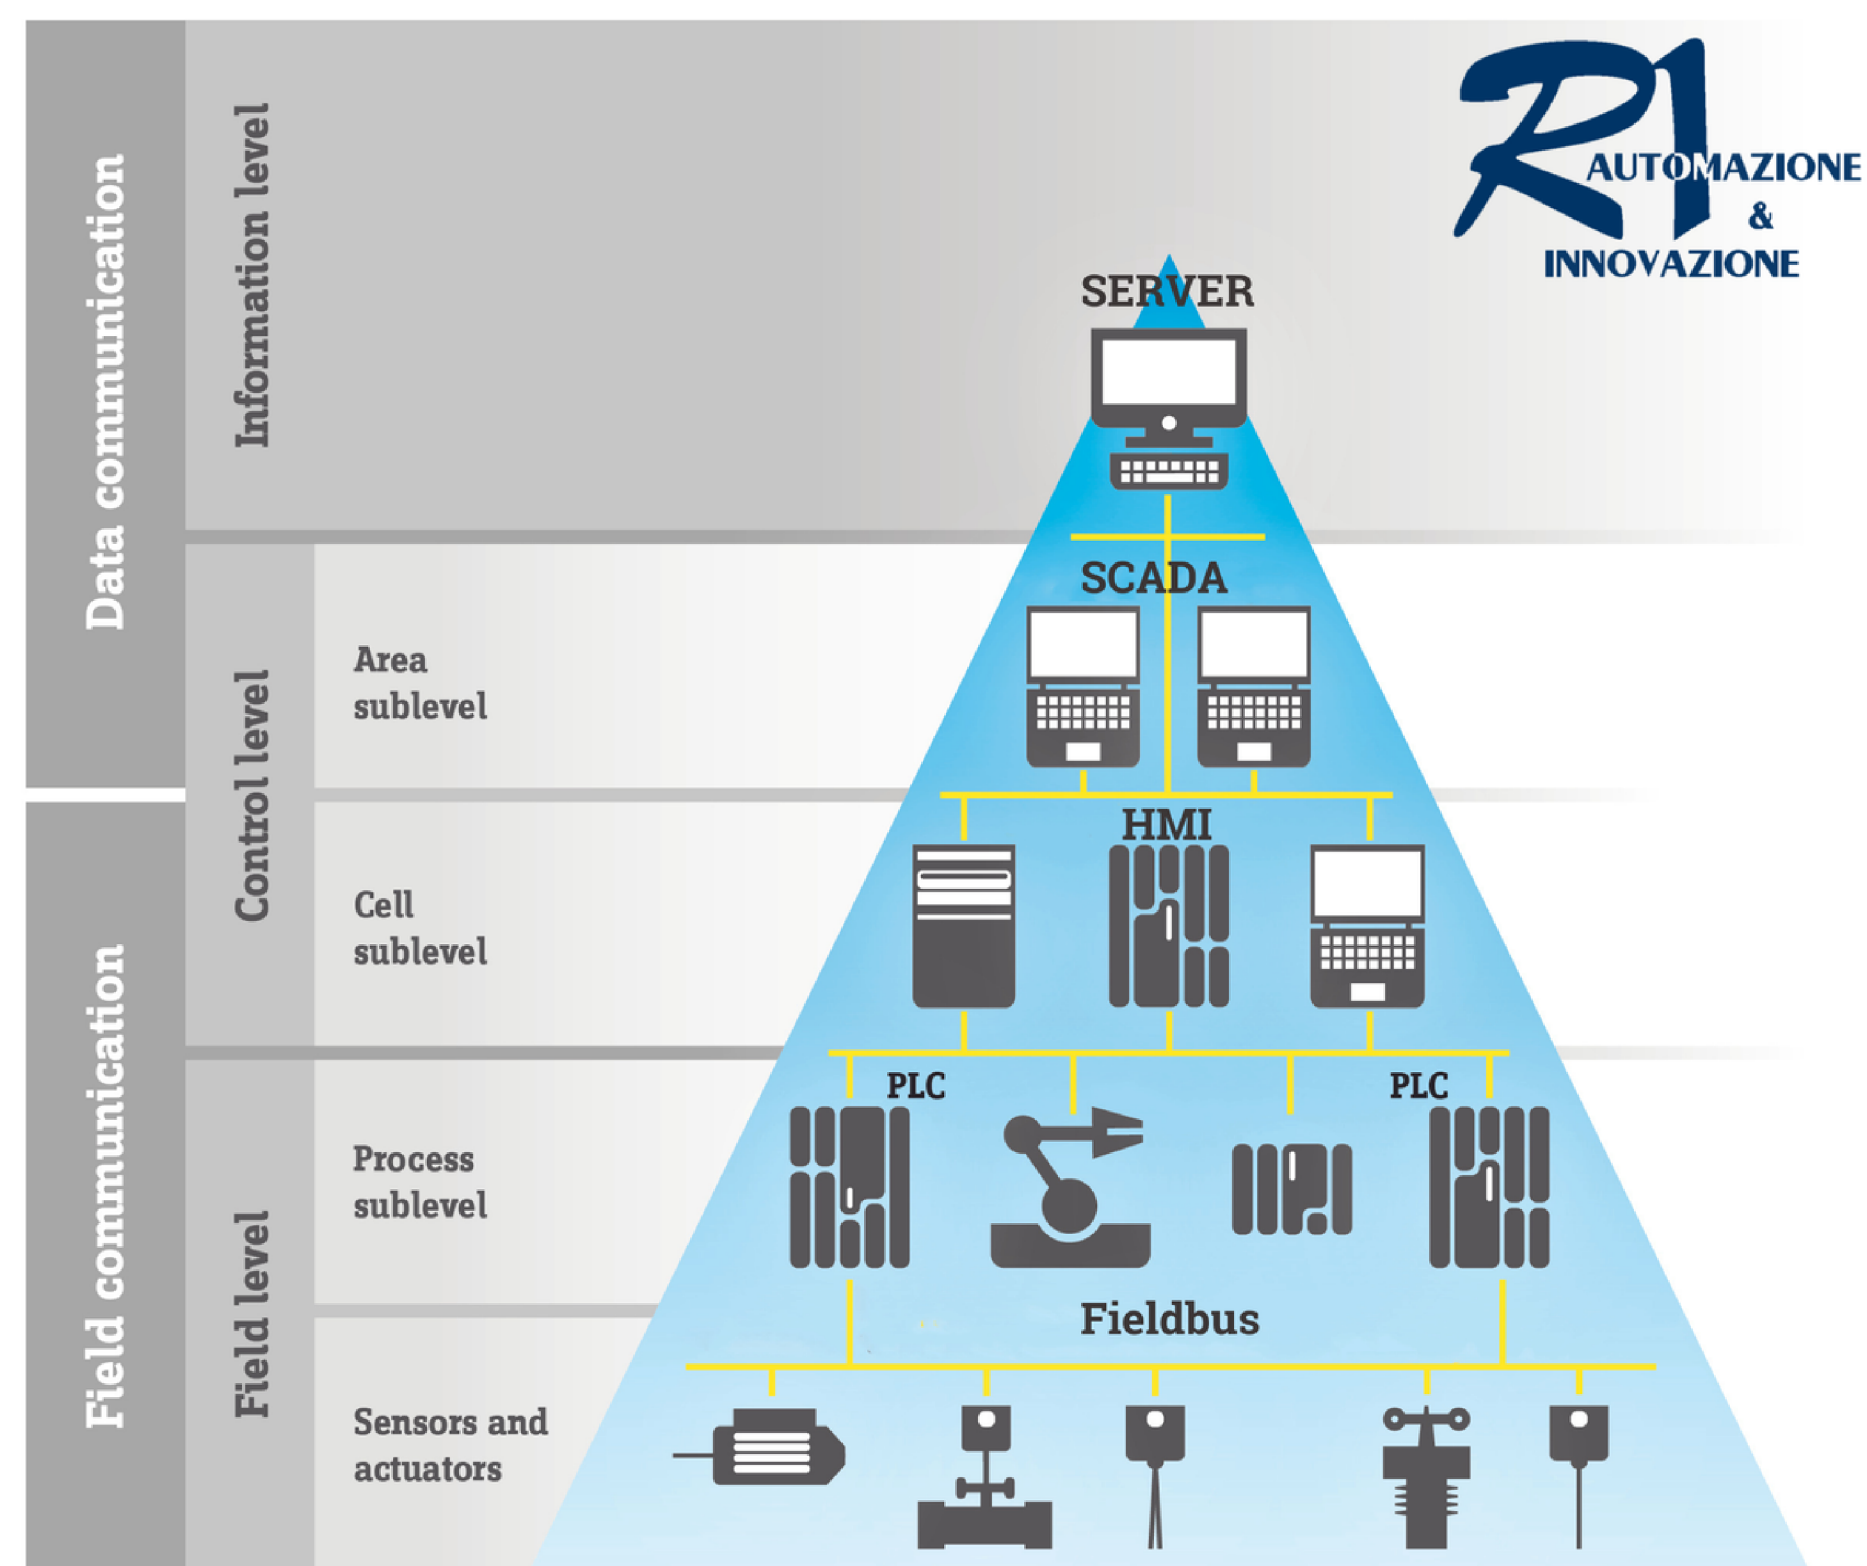 Data communication
Field communication
Information level
Control level
Field level
Area
sublevel
Cell
sublevel
Process
sublevel
Sensors and
actuators
R1
AUTOMAZIONE
&
INNOVAZIONE
SERVER
SCADA
HMI
PLC
PLC
Fieldbus